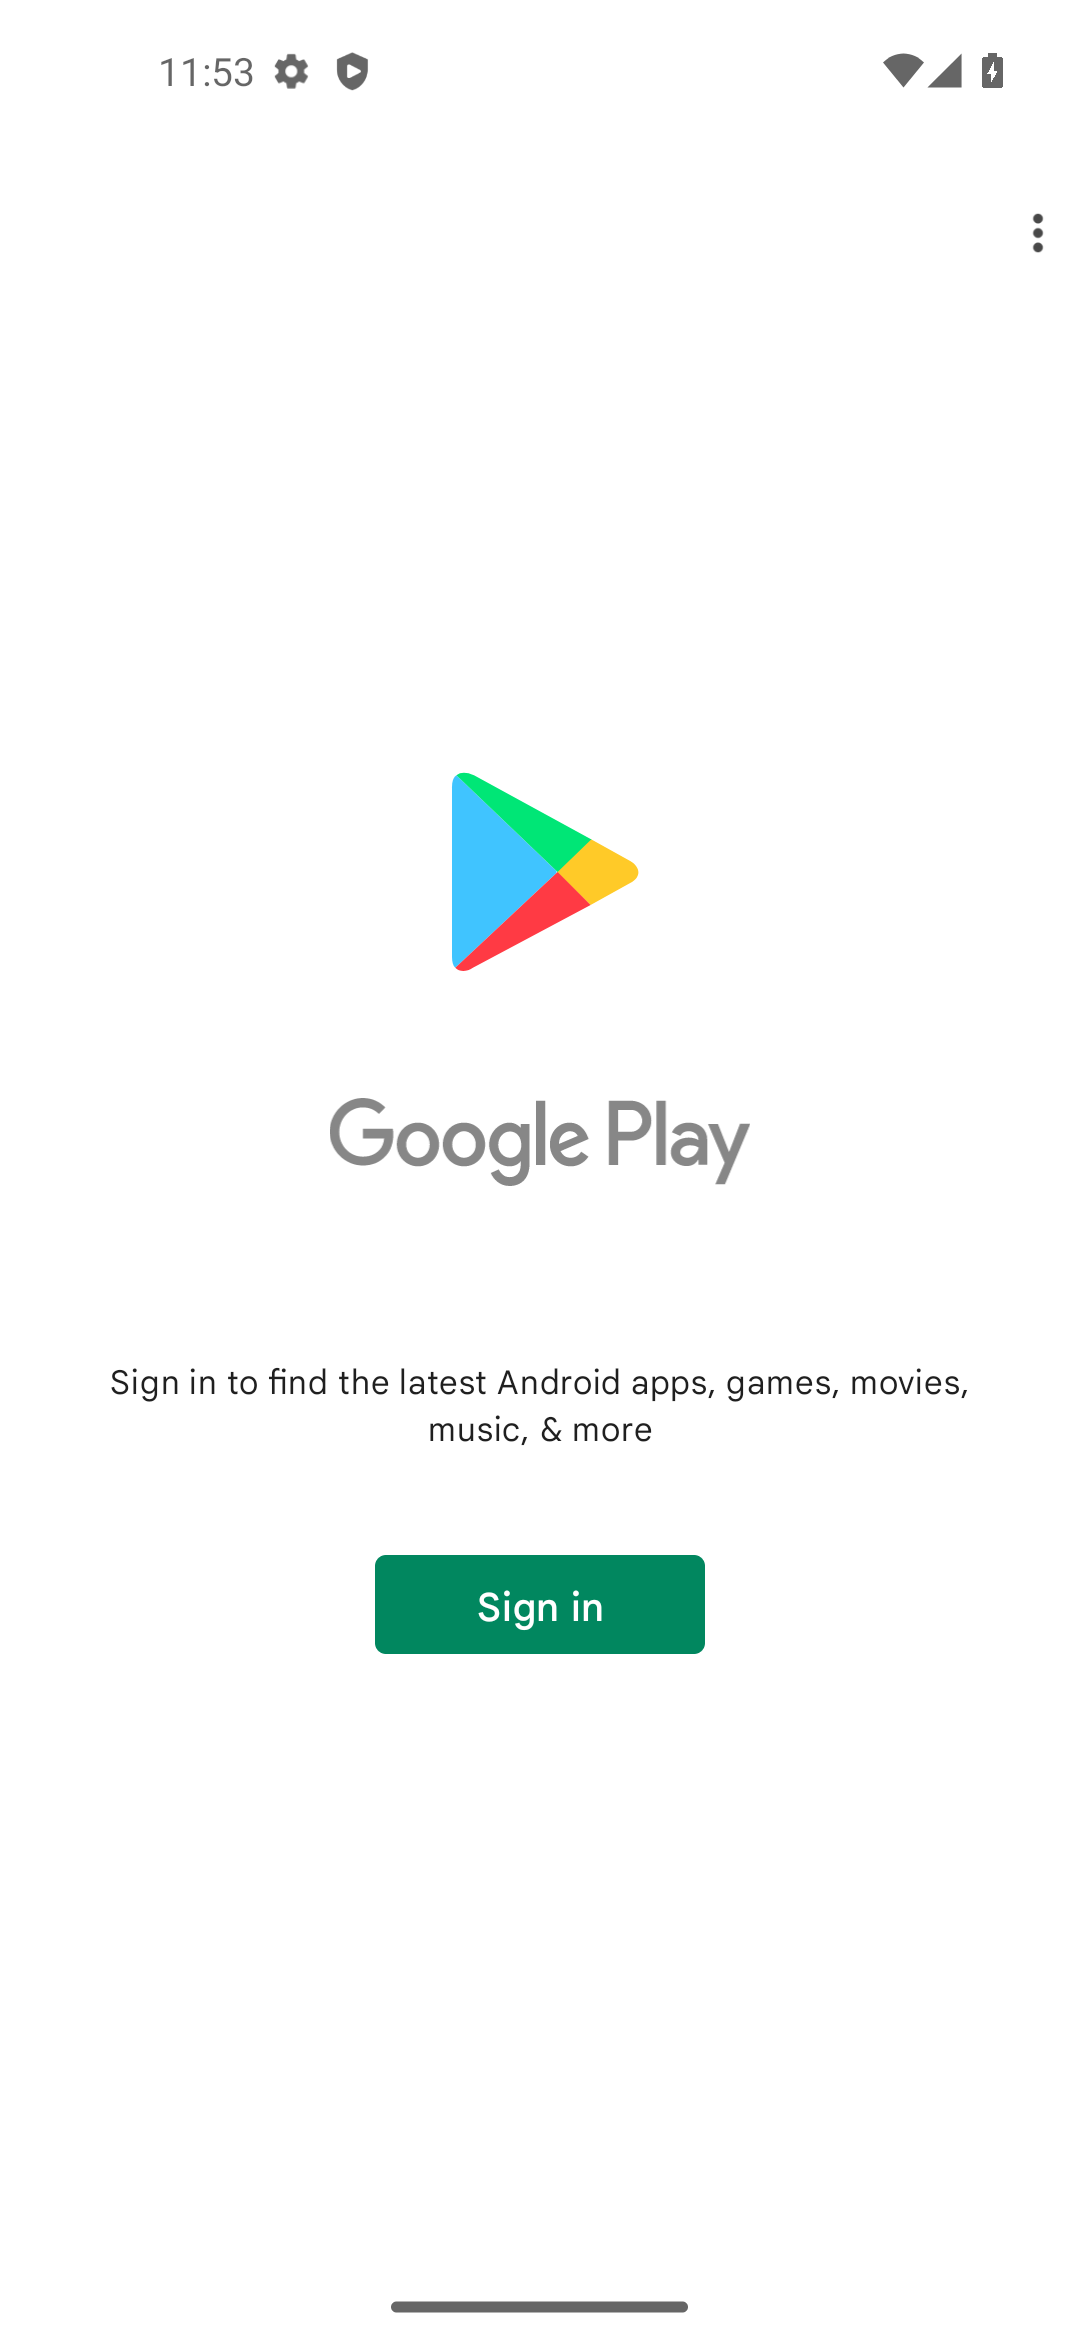 11:53
Google Play
Sign in to find the latest Android apps, games, movies,
music, & more
Sign in